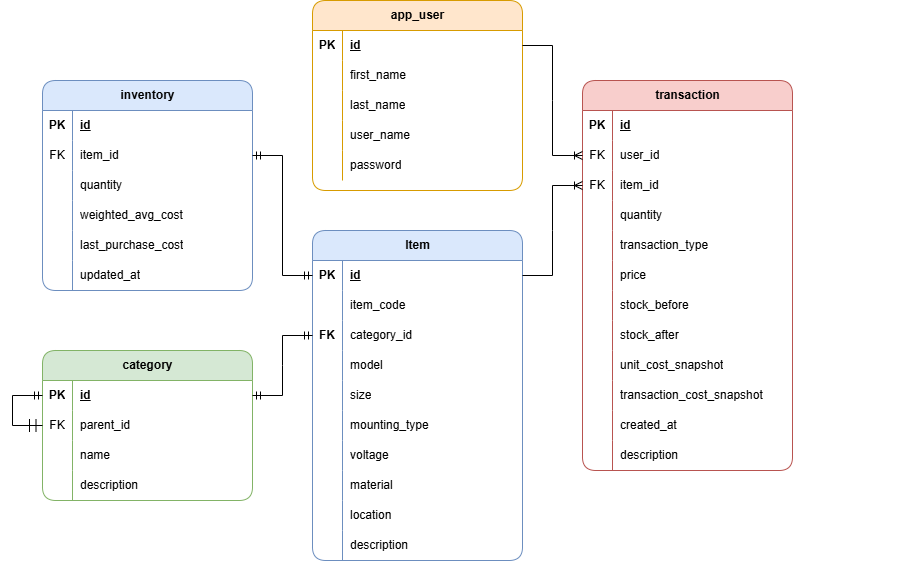 app_user
PK id
first_name
last_name
user_name
password
inventory
PK id
FK item_id
quantity
weighted_avg_cost
last_purchase_cost
updated_at
transaction
PK id
FK user_id
FK item_id
quantity
transaction_type
price
stock_before
stock_after
unit_cost_snapshot
transaction_cost_snapshot
created_at
description
Item
PK id
item_code
FK category_id
model
size
mounting_type
voltage
material
location
description
category
PK id
FK parent_id
name
description